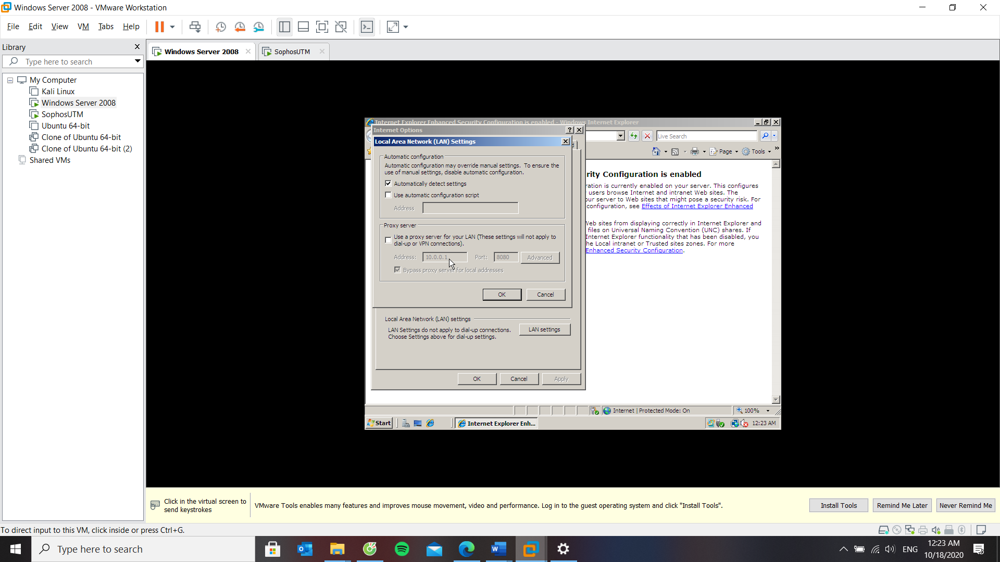 Windows Server 2008 - VMware Workstation
File Edit View VM Tabs Help
Library
Type here to search
My Computer
Kali Linux
Windows Server 2008
SophosUTM
Ubuntu 64-bit
Clone of Ubuntu 64-bit
Clone of Ubuntu 64-bit (2)
Shared VMs
Windows Server 2008
SophosUTM
Internet Explorer Enhanced Security Configuration is enabled - Windows Internet Explorer
Internet Options
Local Area Network (LAN) Settings
Automatic configuration
Automatic configuration may override manual settings. To ensure the
use of manual settings, disable automatic configuration.
Automatically detect settings
Use automatic configuration script
Address
Proxy server
Use a proxy server for your LAN (These settings will not apply to
dial-up or VPN connections).
Address: 10.0.0.1 Port: 8080 Advanced
Bypass proxy server for local addresses
OK Cancel
Local Area Network (LAN) settings
LAN Settings do not apply to dial-up connections.
Choose Settings above for dial-up settings.
LAN settings
OK Cancel Apply
Live Search
Page Tools
rity Configuration is enabled
ration is currently enabled on your server. This configures
users browse Internet and intranet Web sites. The
our server to Web sites that might pose a security risk. For
configuration, see Effects of Internet Explorer Enhanced
Web sites from displaying correctly in Internet Explorer and
files on Universal Naming Convention (UNC) shares. If
Internet Explorer functionality that has been disabled, you
he Local intranet or Trusted sites zones. For more
Enhanced Security Configuration.
Internet | Protected Mode: On 100%
Start Internet Explorer Enh... 12:23 AM
Click in the virtual screen to
send keystrokes
VMware Tools enables many features and improves mouse movement, video and performance. Log in to the guest operating system and click "Install Tools".
Install Tools Remind Me Later Never Remind Me
To direct input to this VM, click inside or press Ctrl+G.
Type here to search
ENG
12:23 AM
10/18/2020